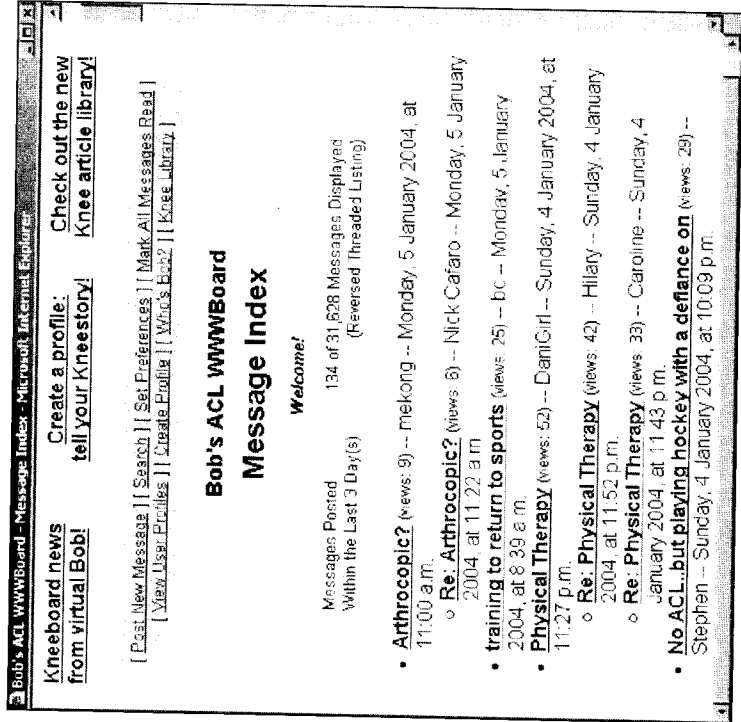 Bob's ACL WWWBoard - Message Index - Microsoft Internet Explorer
Kneeboard news from virtual Bob!
Create a profile: tell your Kneestory!
Check out the new Knee article library!
[ Post New Message ] [ Search ] [ Set Preferences ] [ Mark All Messages Read ]
[ View User Profiles ] [ Create Profile ] [ Who's Bob? ] [ Knee Library ]
Bob's ACL WWWBoard
Message Index
Welcome!
Messages Posted 134 of 31,628 Messages Displayed
Within the Last 3 Day(s) (Reversed Threaded Listing)
• Arthrocopic? (views: 9) -- mekong -- Monday, 5 January 2004, at
11:00 a.m.
○ Re: Arthrocopic? (views: 6) -- Nick Cafaro -- Monday, 5 January
2004, at 11:22 a.m.
• training to return to sports (views: 25) -- bc -- Monday, 5 January
2004, at 8:39 a.m.
• Physical Therapy (views: 52) -- DaniGirl -- Sunday, 4 January 2004, at
11:27 p.m.
○ Re: Physical Therapy (views: 42) -- Hilary -- Sunday, 4 January
2004, at 11:52 p.m.
○ Re: Physical Therapy (views: 33) -- Caroline -- Sunday, 4
January 2004, at 11:43 p.m.
• No ACL..but playing hockey with a defiance on (views: 29) --
Stephen -- Sunday, 4 January 2004, at 10:09 p.m.